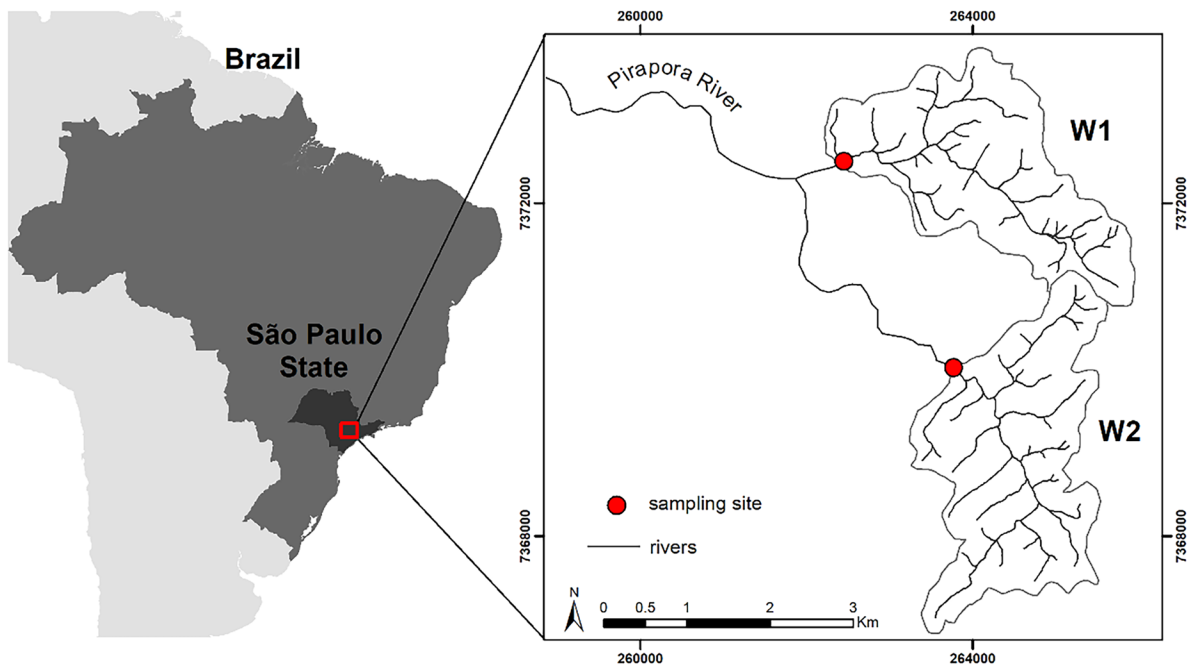 Brazil
São Paulo
State
260000
264000
Pirapora River
W1
7372000
7372000
W2
sampling site
rivers
7368000
7368000
N
0 0.5 1 2 3
Km
260000
264000